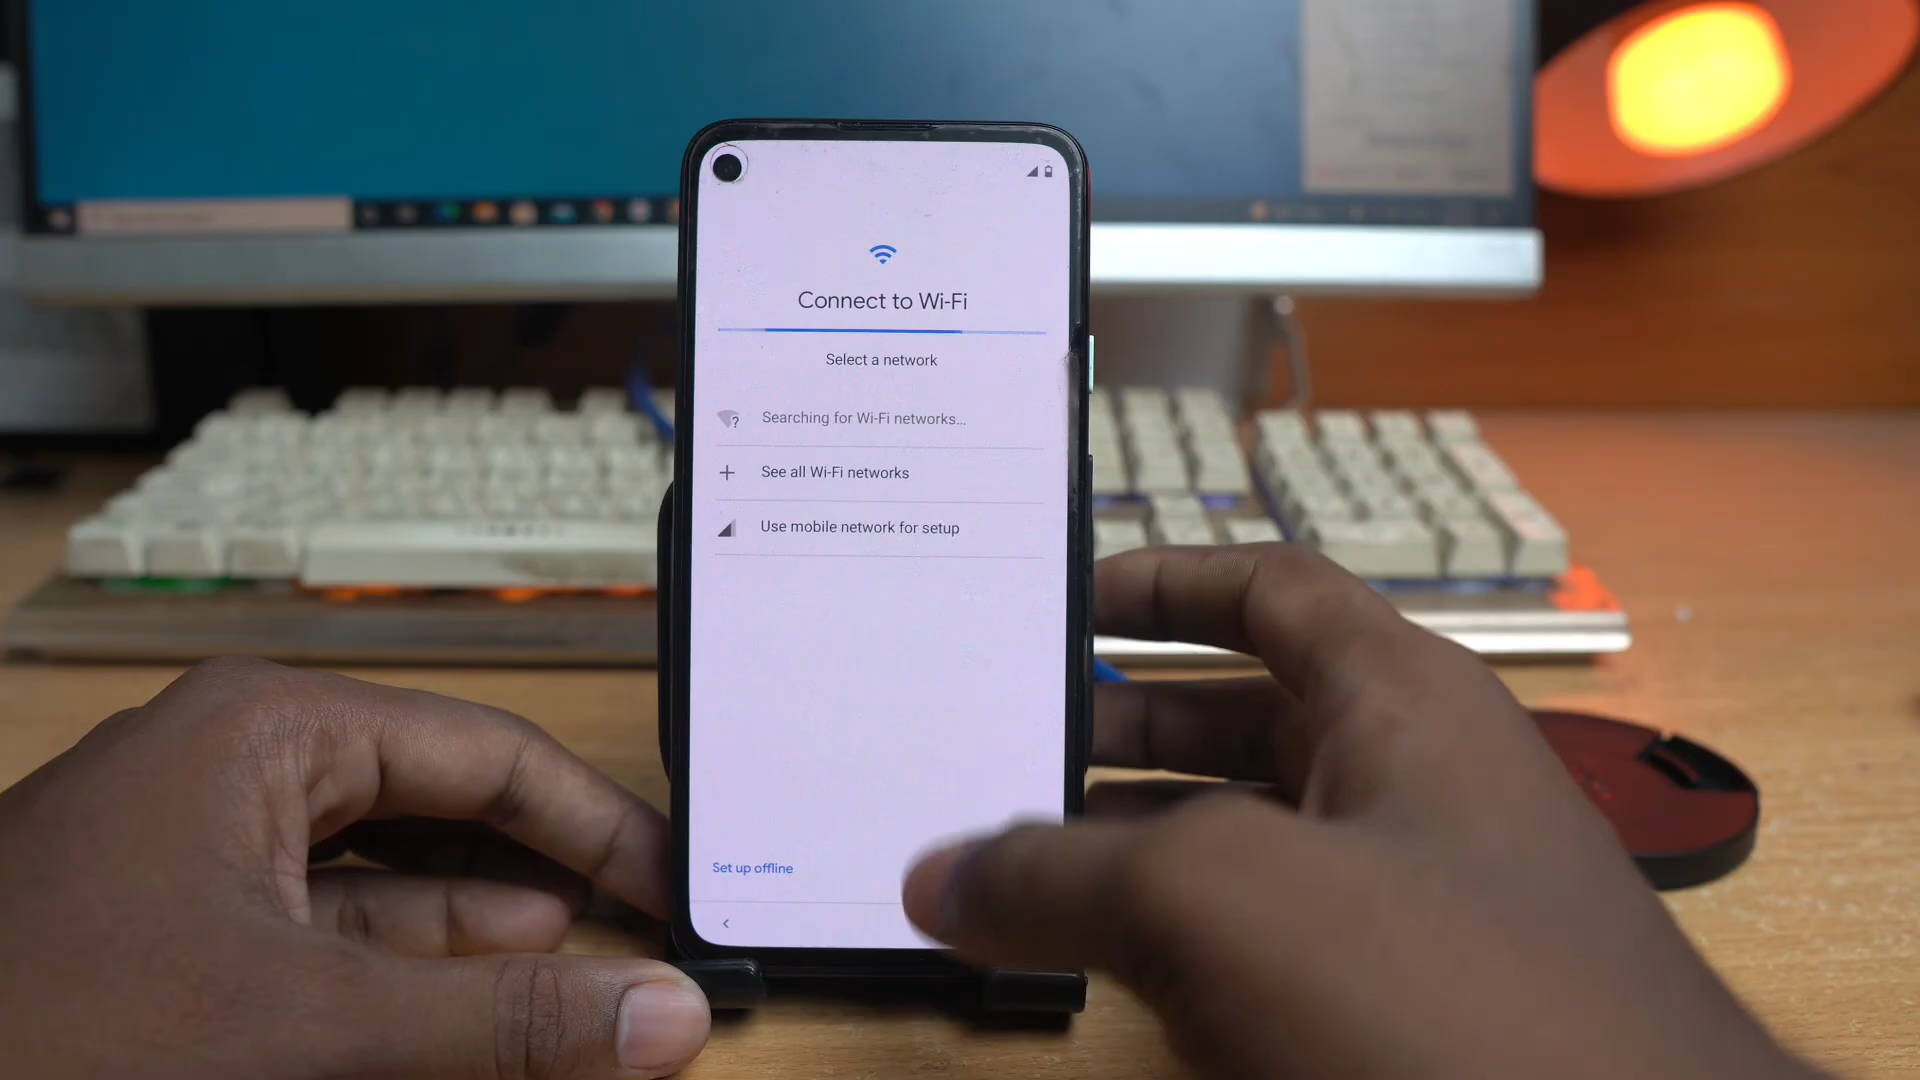 Connect to Wi-Fi
Select a network
Searching for Wi-Fi networks...
See all Wi-Fi networks
Use mobile network for setup
Set up offline